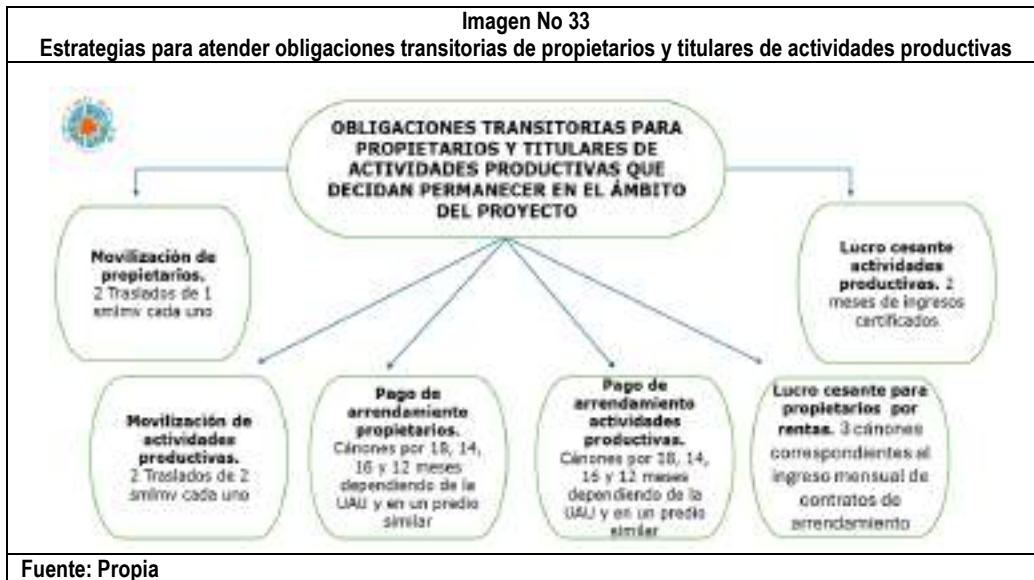 Imagen No 33
Estrategias para atender obligaciones transitorias de propietarios y titulares de actividades productivas
OBLIGACIONES TRANSITORIAS PARA
PROPIETARIOS Y TITULARES DE
ACTIVIDADES PRODUCTIVAS QUE
DECIDAN PERMANECER EN EL ÁMBITO
DEL PROYECTO
Movilización de
propietarios.
2 Traslados de 1
smlmv cada uno
Lucro cesante
actividades
productivas. 2
meses de ingresos
certificados
Movilización de
actividades
productivas.
2 Traslados de 2
smlmv cada uno
Pago de
arrendamiento
propietarios.
Cánones por 18, 14,
16 y 12 meses
dependiendo de la
UAU y en un predio
similar
Pago de
arrendamiento
actividades
productivas.
Cánones por 18, 14,
16 y 12 meses
dependiendo de la
UAU y en un predio
similar
Lucro cesante para
propietarios por
rentas. 3 cánones
correspondientes al
ingreso mensual de
contratos de
arrendamiento
Fuente: Propia